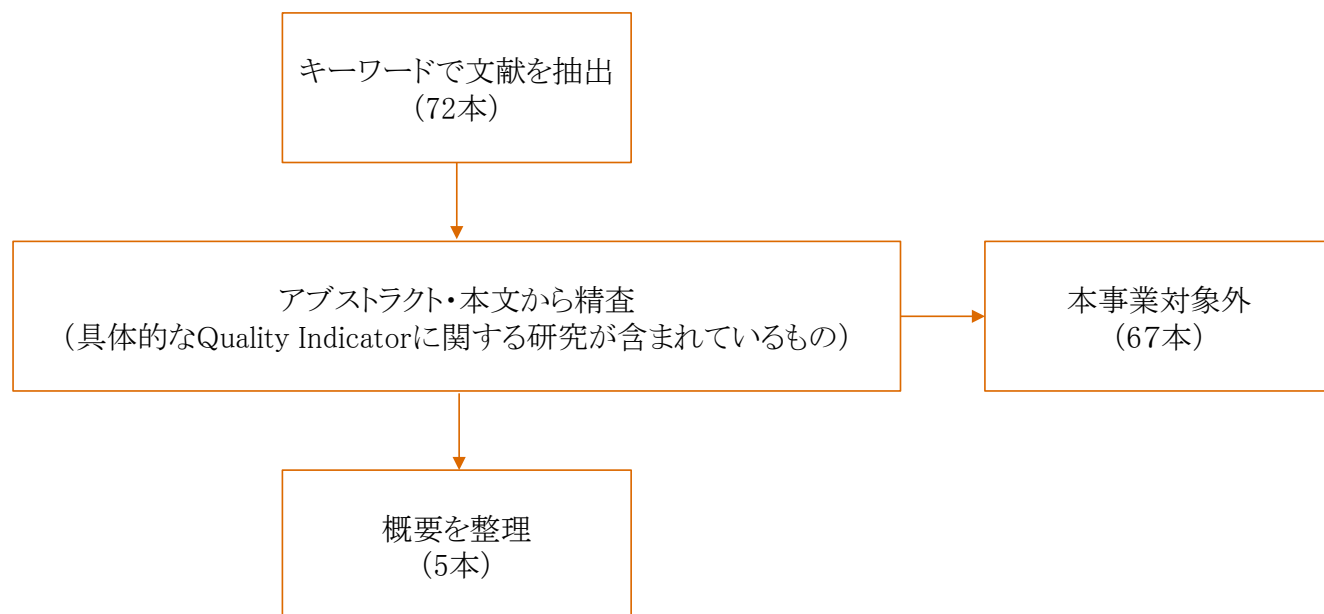 キーワードで文献を抽出
（72本）
アブストラクト・本文から精査
（具体的なQuality Indicatorに関する研究が含まれているもの）
本事業対象外
（67本）
概要を整理
（5本）